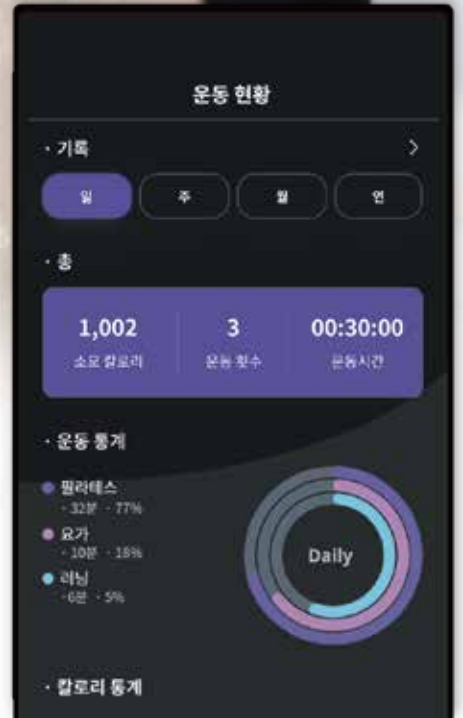 운동 현황
· 기록
일 주 월 연
· 총
1,002 3 00:30:00
소모 칼로리 운동 횟수 운동시간
· 운동 통계
필라테스
· 32분 · 77%
요가
· 10분 · 18%
러닝
· 6분 · 5%
Daily
· 칼로리 통계